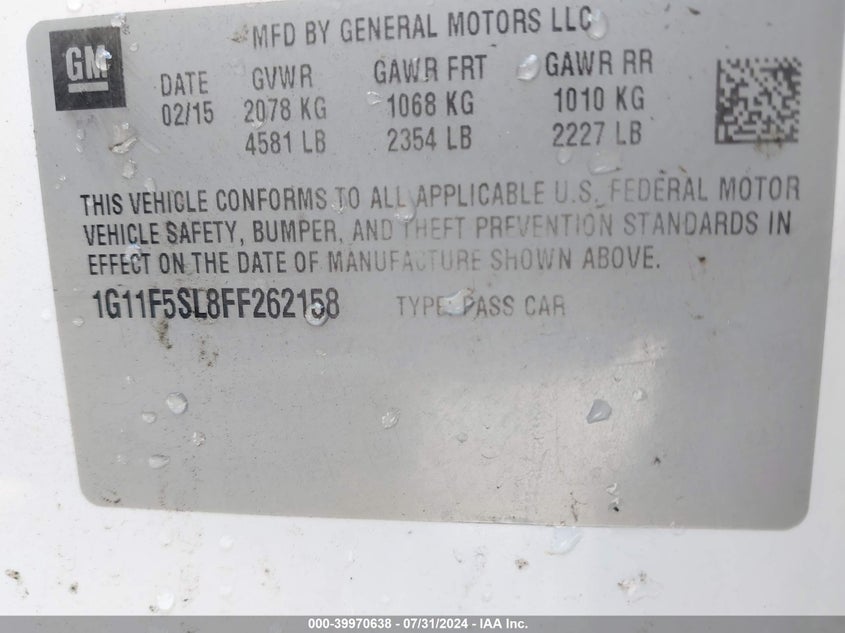 MFD BY GENERAL MOTORS LLC
GM
DATE GVWR GAWR FRT GAWR RR
02/15 2078 KG 1068 KG 1010 KG
4581 LB 2354 LB 2227 LB
THIS VEHICLE CONFORMS TO ALL APPLICABLE U.S. FEDERAL MOTOR
VEHICLE SAFETY, BUMPER, AND THEFT PREVENTION STANDARDS IN
EFFECT ON THE DATE OF MANUFACTURE SHOWN ABOVE.
1G11F5SL8FF262158 TYPE: PASS CAR
000-39970638 - 07/31/2024 - IAA Inc.